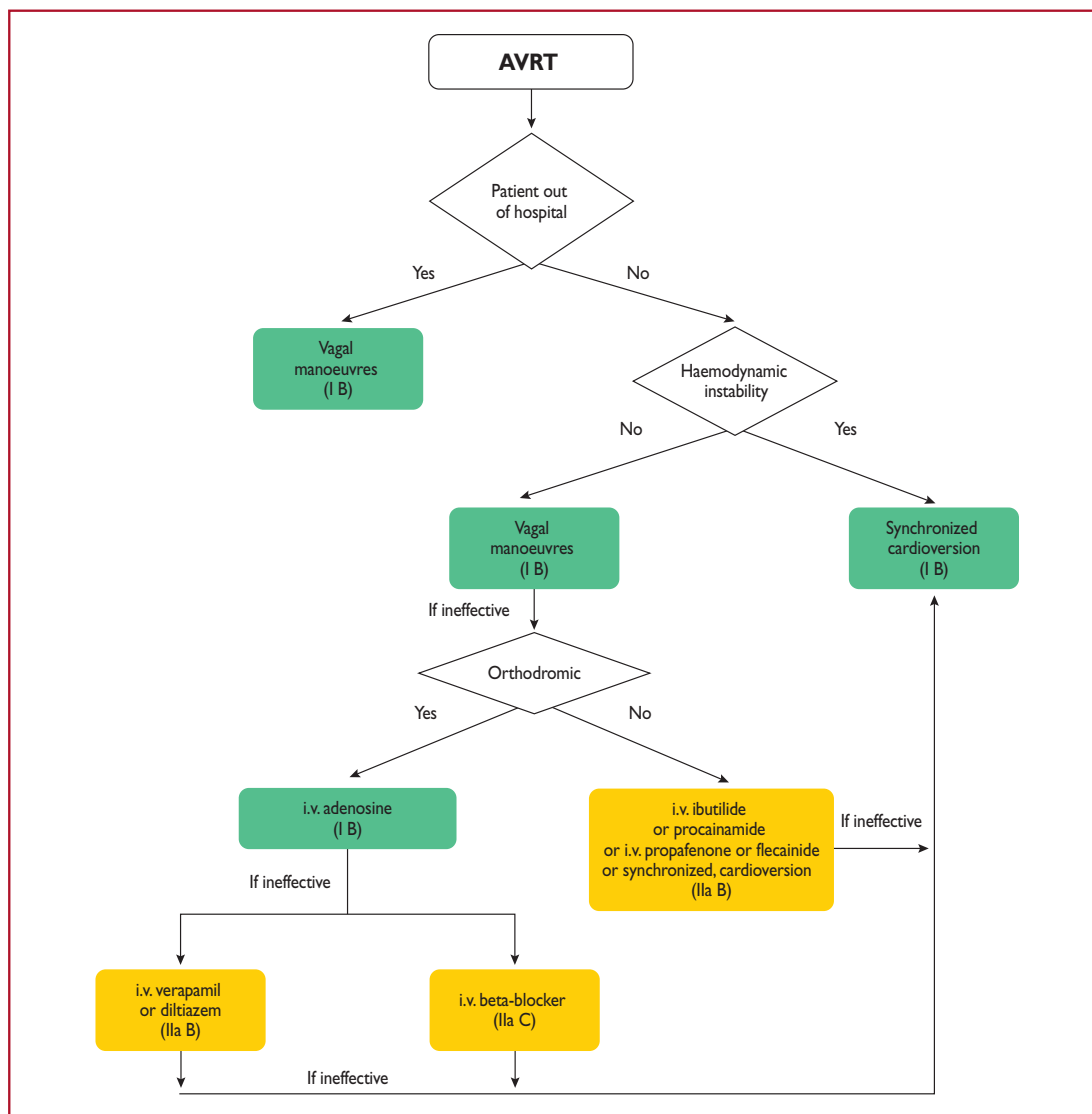 AVRT
Patient out
of hospital
Yes
No
Vagal
manoeuvres
(I B)
Haemodynamic
instability
No
Yes
Vagal
manoeuvres
(I B)
Synchronized
cardioversion
(I B)
If ineffective
Orthodromic
Yes
No
i.v. adenosine
(I B)
i.v. ibutilide
or procainamide
or i.v. propafenone or flecainide
or synchronized, cardioversion
(IIa B)
If ineffective
If ineffective
i.v. verapamil
or diltiazem
(IIa B)
i.v. beta-blocker
(IIa C)
If ineffective